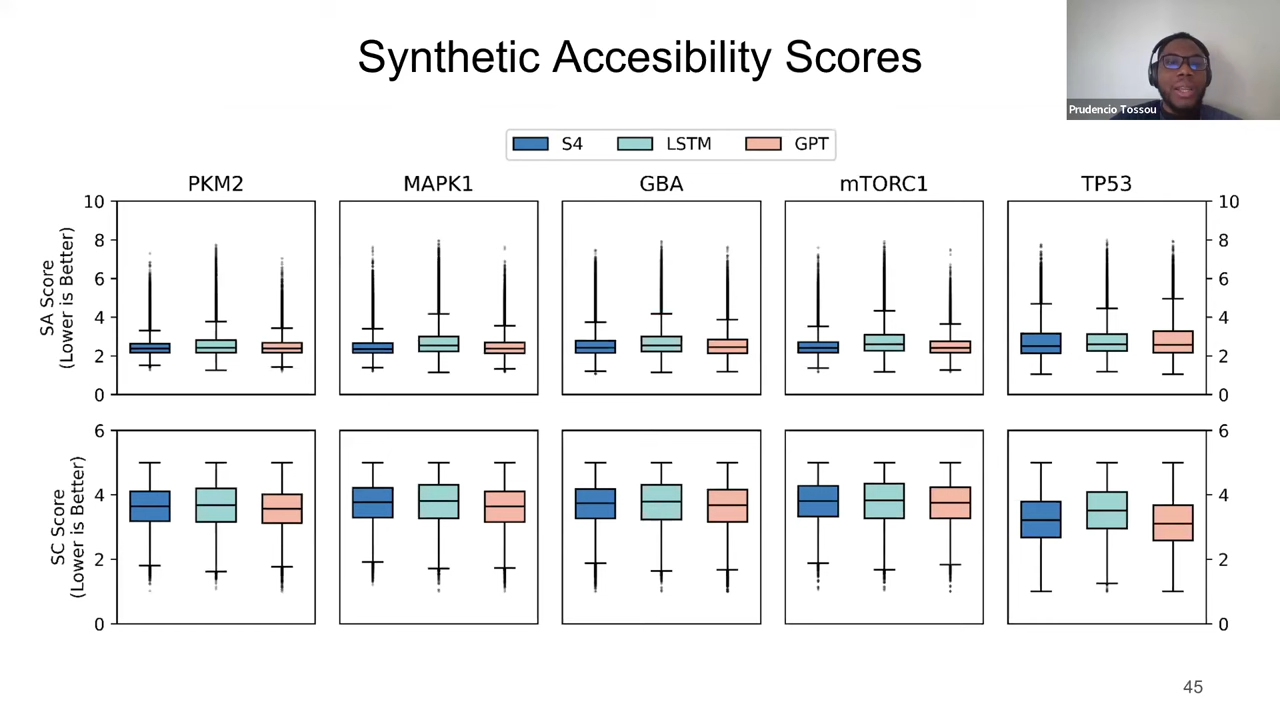 Synthetic Accesibility Scores
Prudencio Tossou
S4 LSTM GPT
PKM2 MAPK1 GBA mTORC1 TP53
SA Score
(Lower is Better)
10 10
8 8
6 6
4 4
2 2
0 0
SC Score
(Lower is Better)
6 6
4 4
2 2
0 0
45